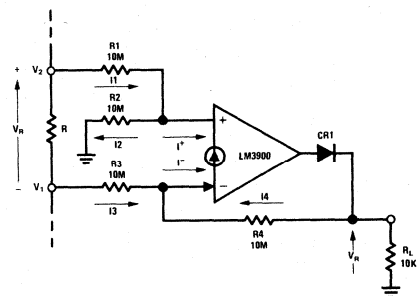 R1
10M
+
V2
I1
R2
10M
+
LM3900
CR1
VR
R
I2
I+
I−
R3
10M
−
−
V1
I3
I4
R4
10M
VR
RL
10K